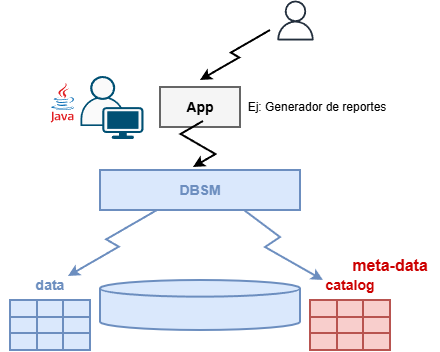 Java
App
Ej: Generador de reportes
DBSM
meta-data
data
catalog